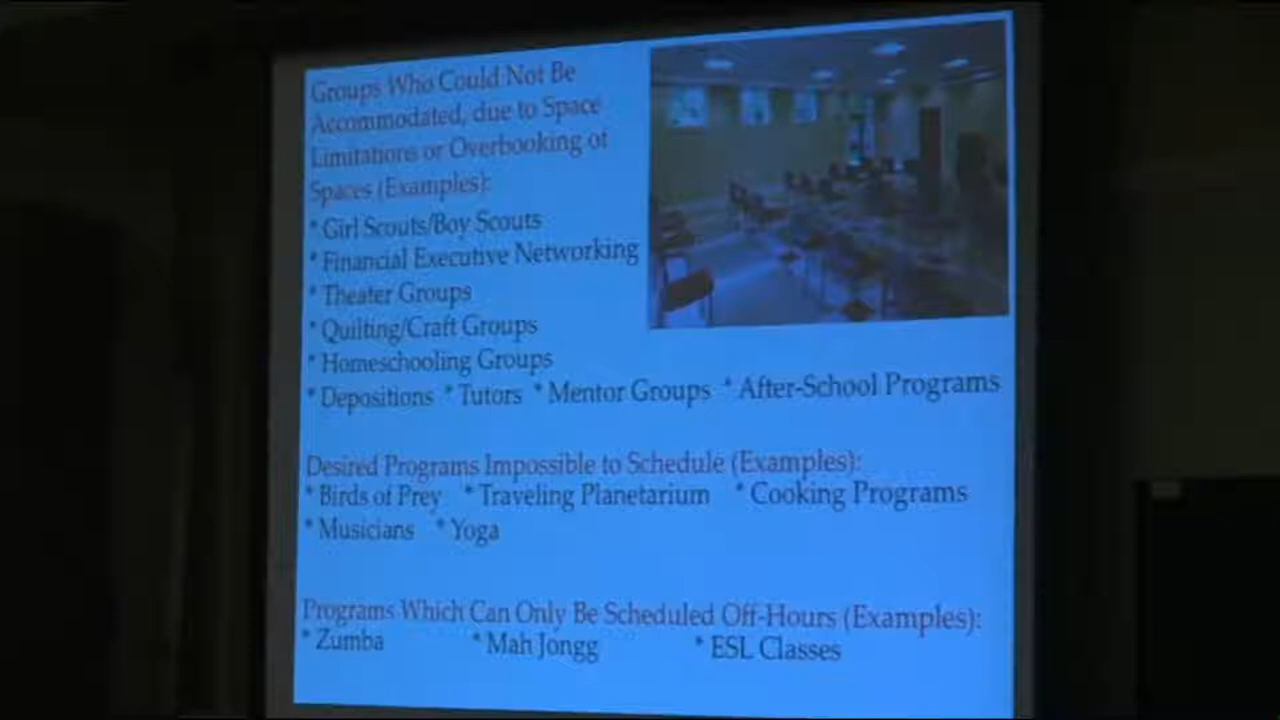 Groups Who Could Not Be
Accommodated, due to Space
Limitations or Overbooking of
Spaces (Examples):
* Girl Scouts/Boy Scouts
* Financial Executive Networking
* Theater Groups
* Quilting/Craft Groups
* Homeschooling Groups
* Depositions * Tutors * Mentor Groups * After-School Programs
Desired Programs Impossible to Schedule (Examples):
* Birds of Prey * Traveling Planetarium * Cooking Programs
* Musicians * Yoga
Programs Which Can Only Be Scheduled Off-Hours (Examples):
* Zumba * Mah Jongg * ESL Classes